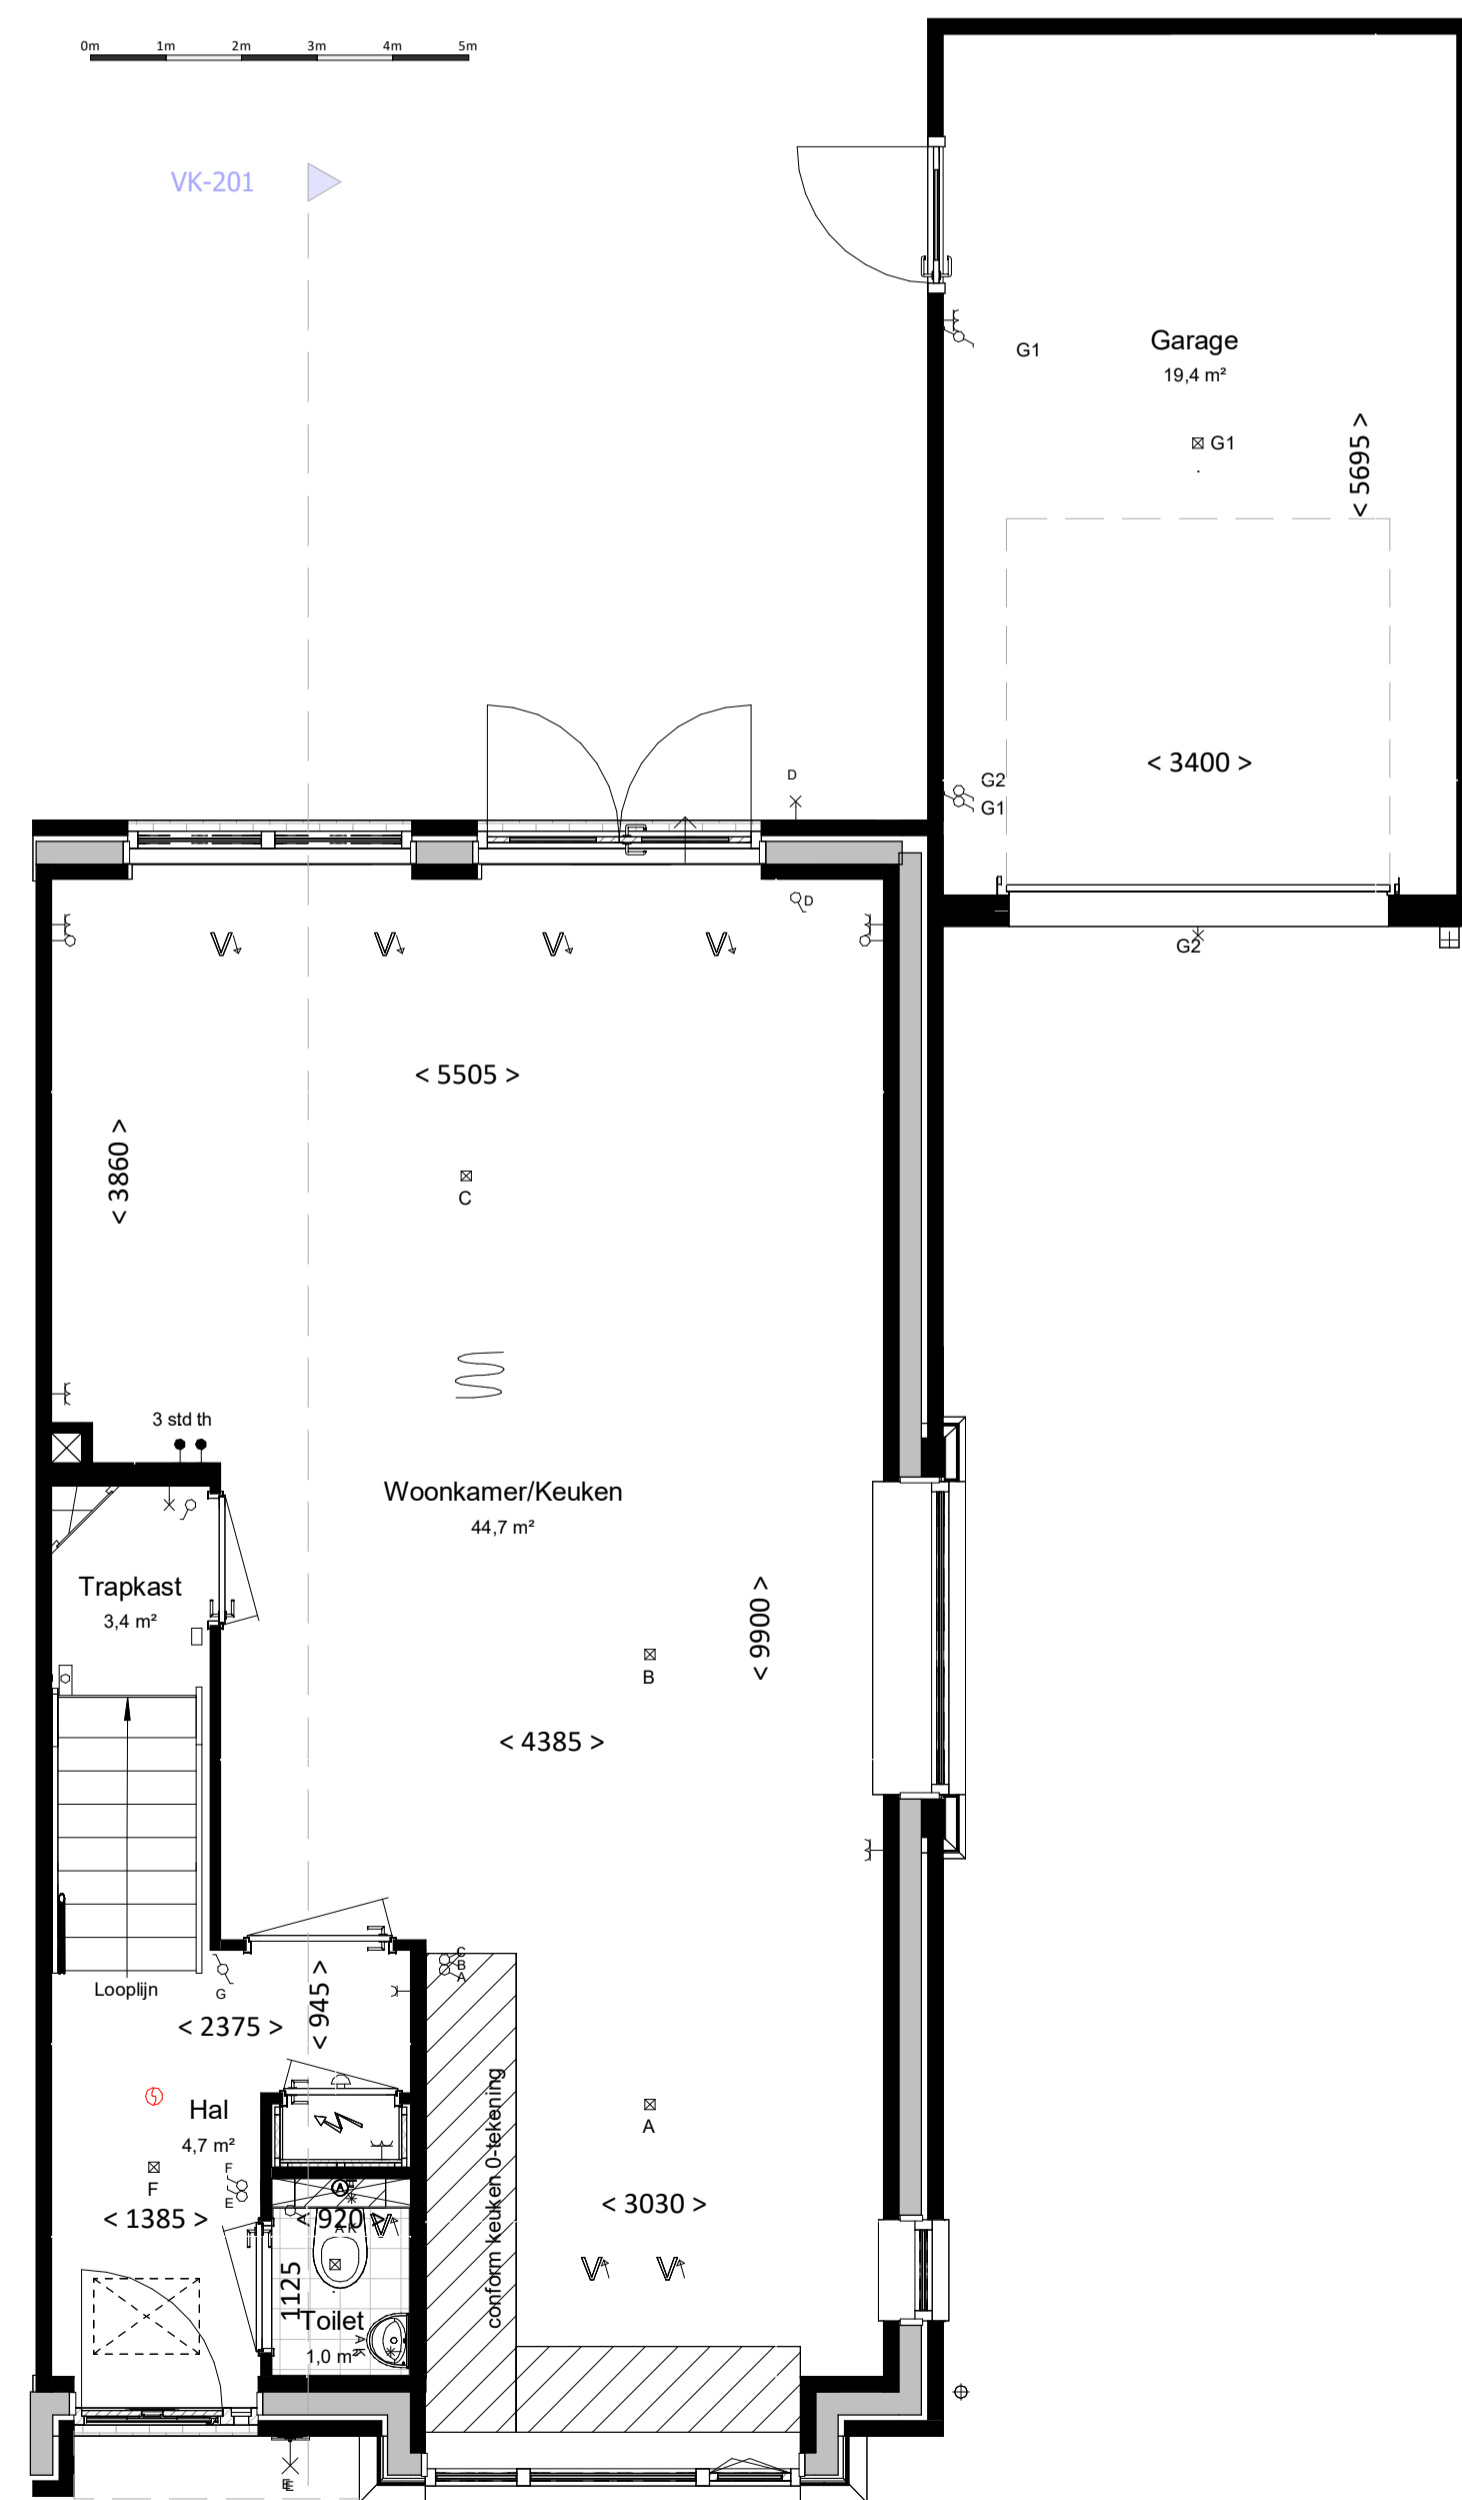 0m 1m 2m 3m 4m 5m
VK-201
Garage
19,4 m²
G1
G1
< 5695 >
< 3400 >
G2
G1
D
D
G2
< 5505 >
< 3860 >
C
3 std th
Woonkamer/Keuken
44,7 m²
Trapkast
3,4 m²
< 9900 >
B
< 4385 >
C
B
A
Looplijn
G
< 945 >
< 2375 >
Hal
4,7 m²
A
F
F
E
conform keuken 0-tekening
< 3030 >
< 1385 >
< 920 >
A
A K
1125
Toilet
1,0 m²
A K
E